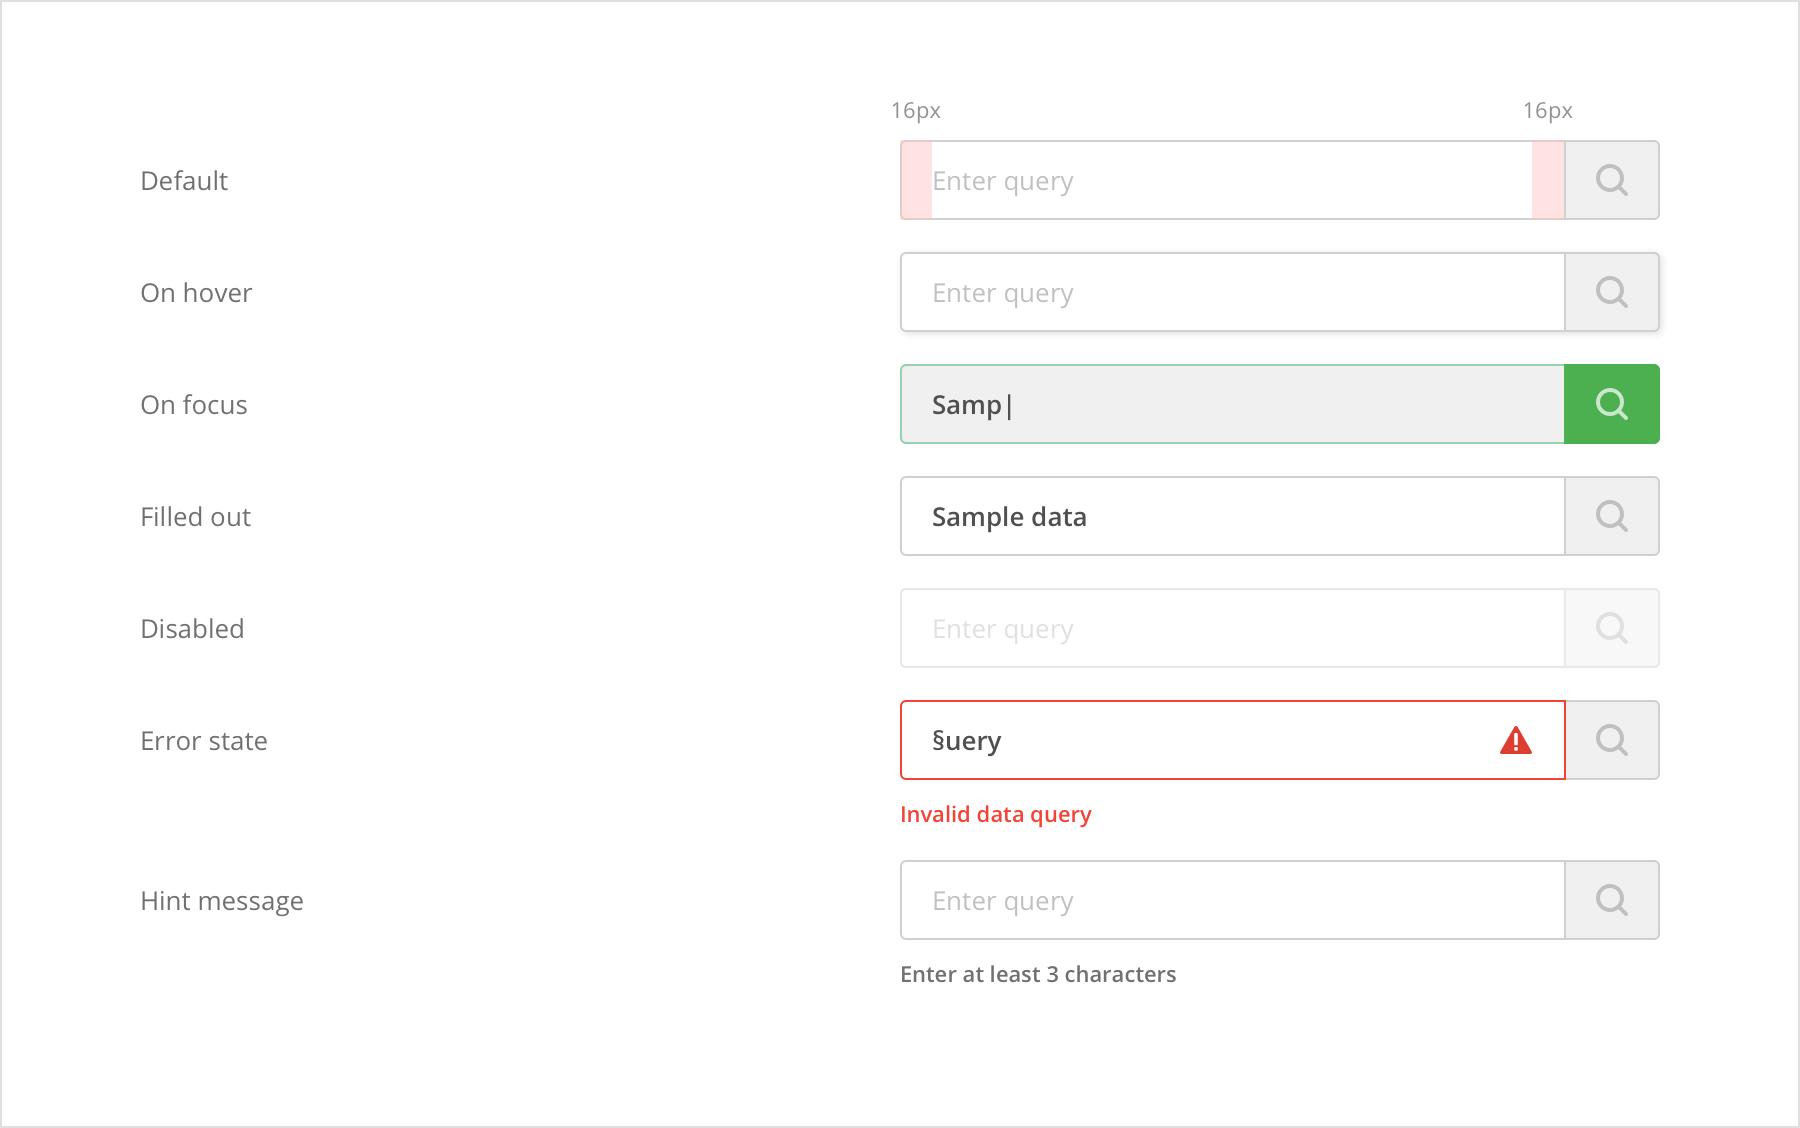 16px 16px
Default Enter query
On hover Enter query
On focus Samp|
Filled out Sample data
Disabled Enter query
Error state §uery
Invalid data query
Hint message Enter query
Enter at least 3 characters